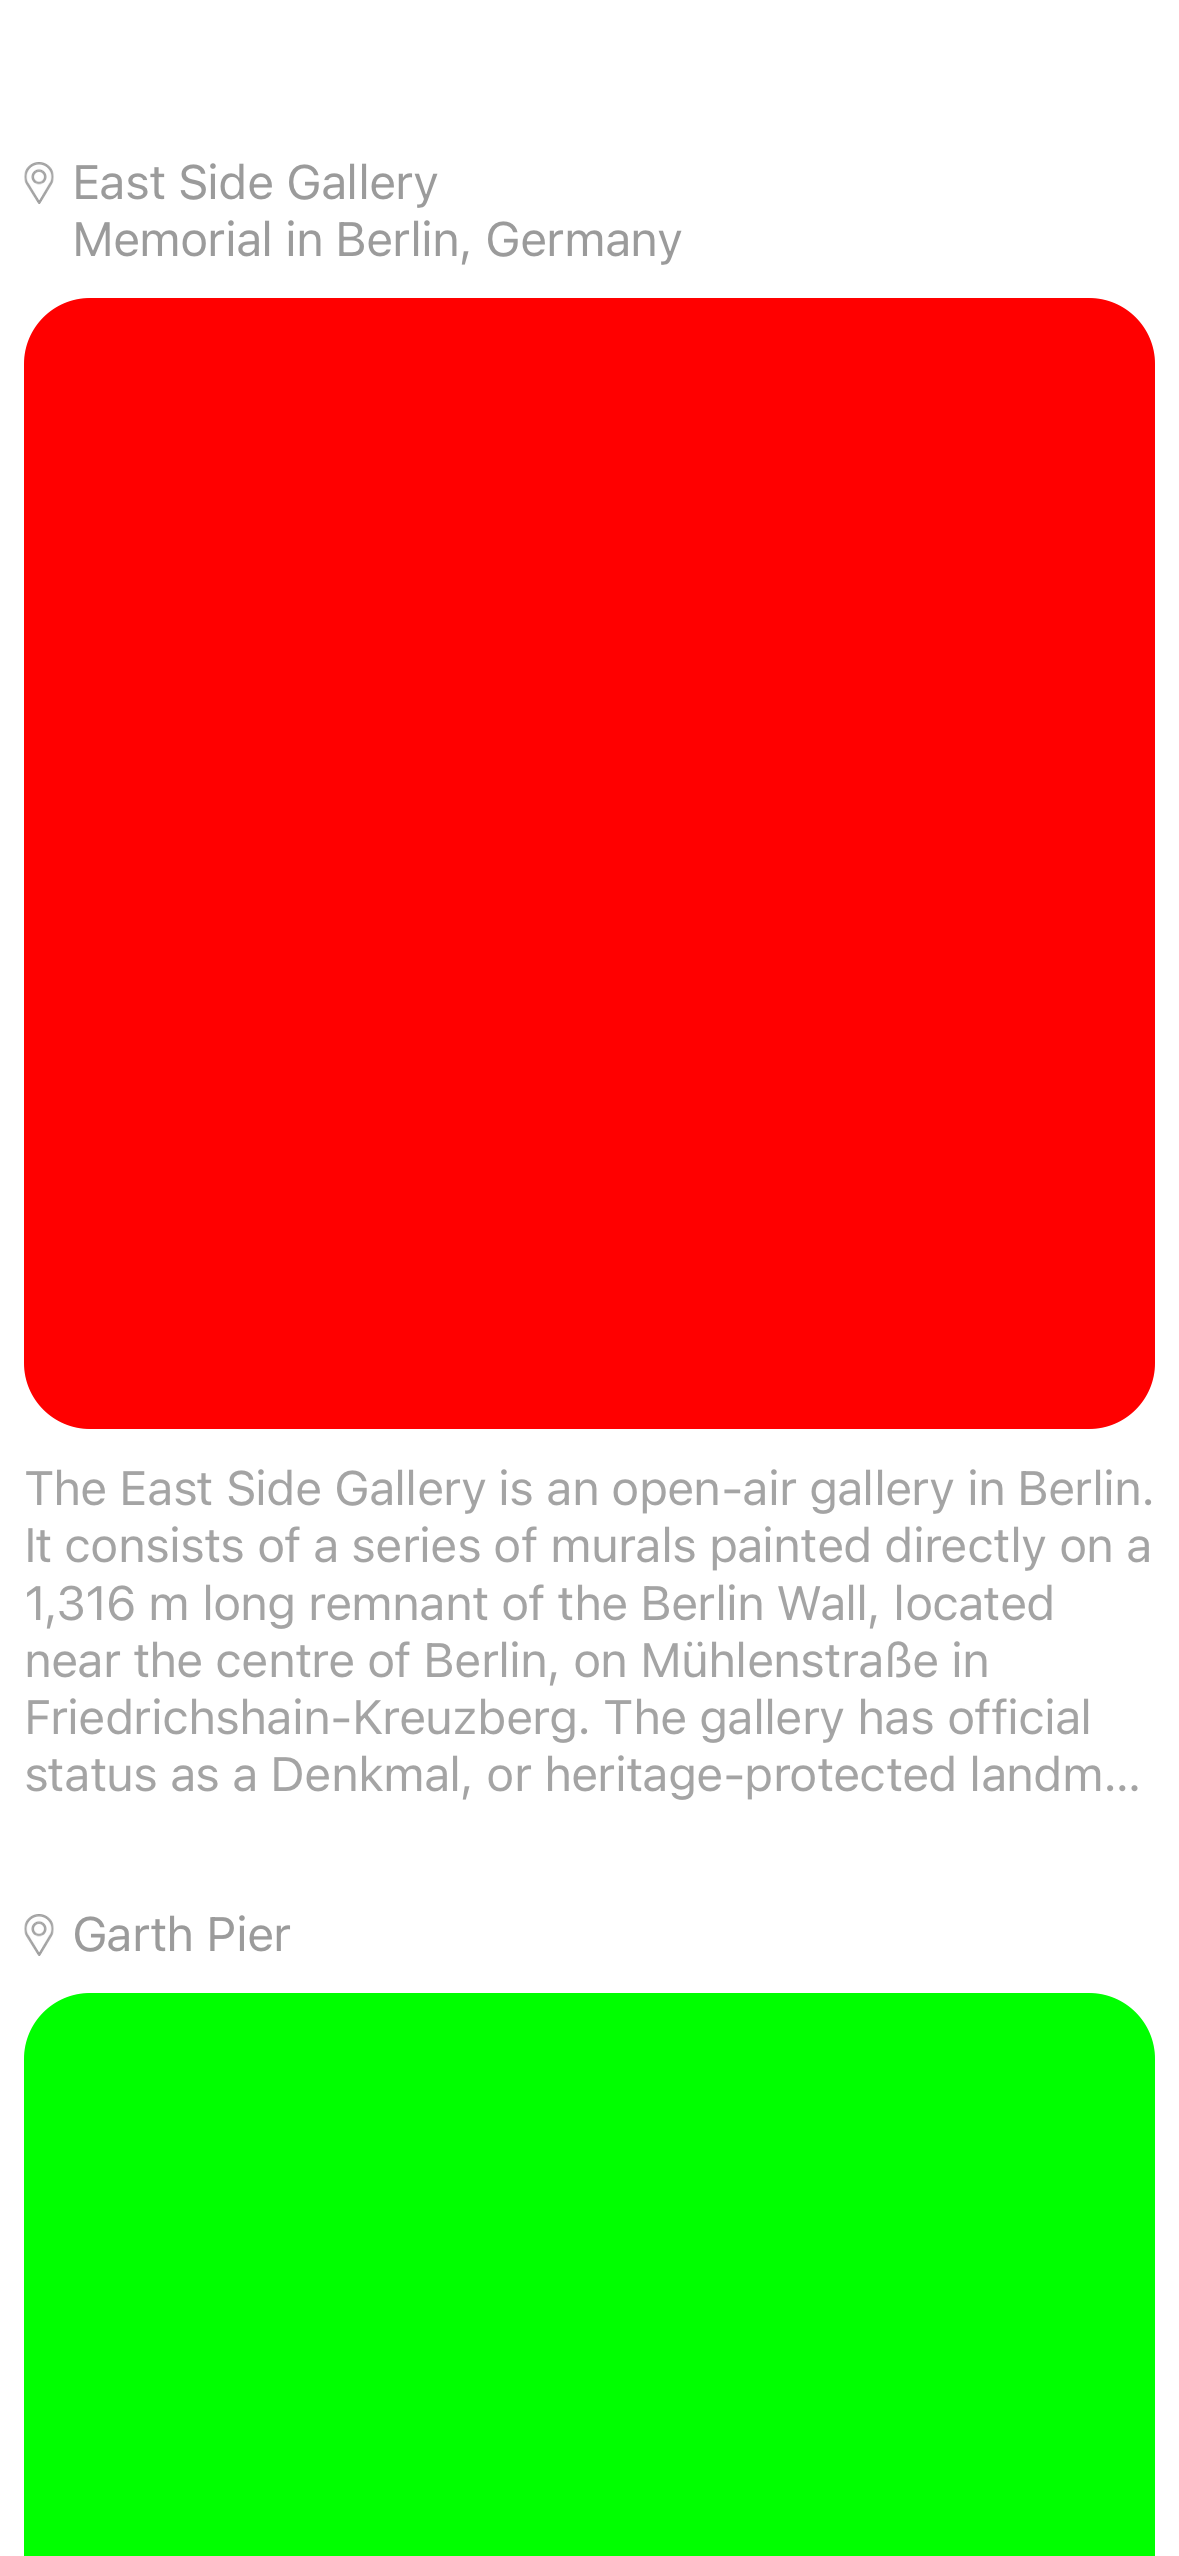 East Side Gallery
Memorial in Berlin, Germany
The East Side Gallery is an open-air gallery in Berlin.
It consists of a series of murals painted directly on a
1,316 m long remnant of the Berlin Wall, located
near the centre of Berlin, on Mühlenstraße in
Friedrichshain-Kreuzberg. The gallery has official
status as a Denkmal, or heritage-protected landm...
Garth Pier